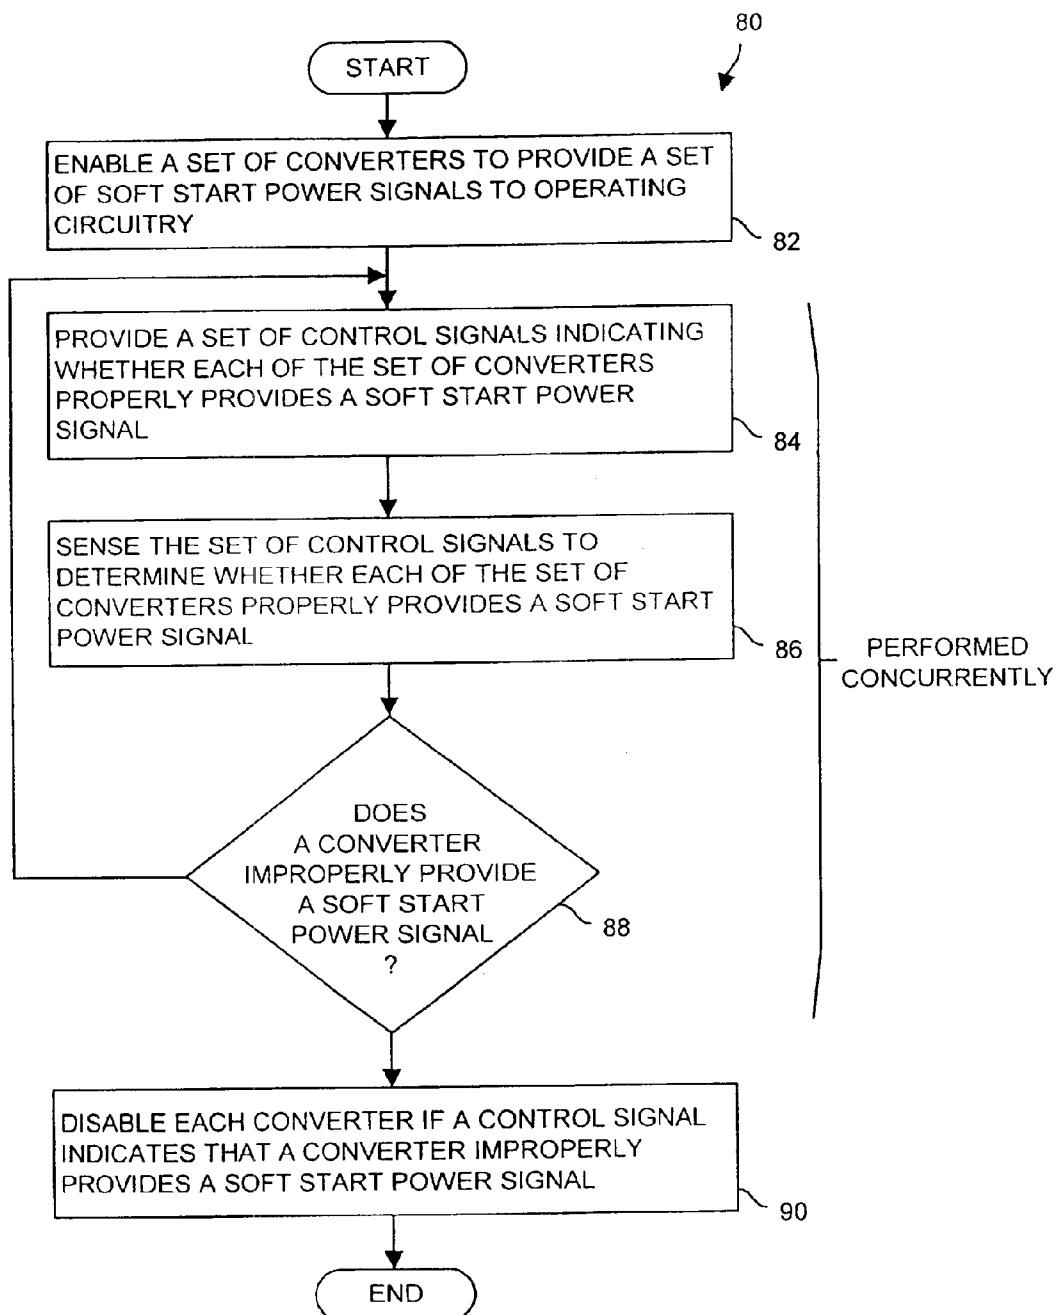 80
START
ENABLE A SET OF CONVERTERS TO PROVIDE A SET
OF SOFT START POWER SIGNALS TO OPERATING
CIRCUITRY
82
PROVIDE A SET OF CONTROL SIGNALS INDICATING
WHETHER EACH OF THE SET OF CONVERTERS
PROPERLY PROVIDES A SOFT START POWER
SIGNAL
84
SENSE THE SET OF CONTROL SIGNALS TO
DETERMINE WHETHER EACH OF THE SET OF
CONVERTERS PROPERLY PROVIDES A SOFT START
POWER SIGNAL
86
PERFORMED
CONCURRENTLY
DOES
A CONVERTER
IMPROPERLY PROVIDE
A SOFT START
POWER SIGNAL
?
88
DISABLE EACH CONVERTER IF A CONTROL SIGNAL
INDICATES THAT A CONVERTER IMPROPERLY
PROVIDES A SOFT START POWER SIGNAL
90
END